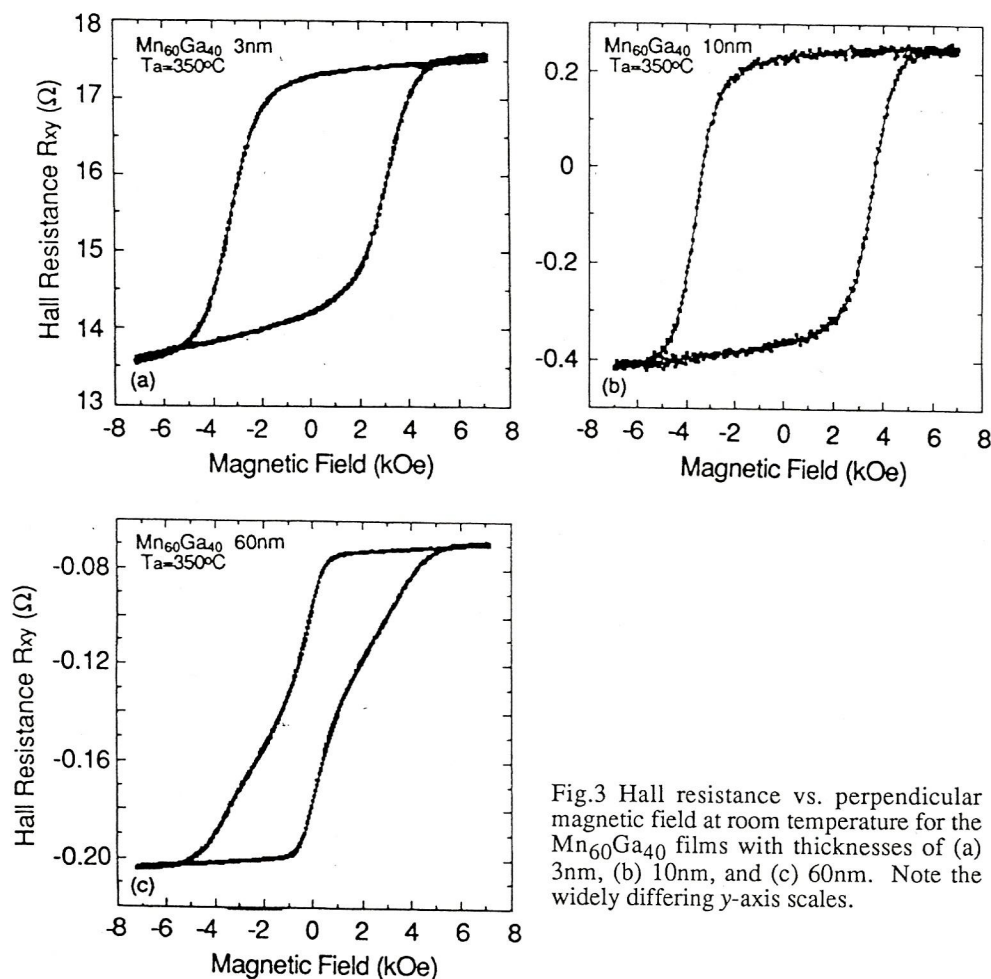 Mn60Ga40 3nm
Ta=350°C
Hall Resistance Rxy (Ω)
18
17
16
15
14
13
(a)
-8 -6 -4 -2 0 2 4 6 8
Magnetic Field (kOe)
Mn60Ga40 10nm
Ta=350°C
0.2
0
-0.2
-0.4
(b)
-8 -6 -4 -2 0 2 4 6 8
Magnetic Field (kOe)
Mn60Ga40 60nm
Ta=350°C
Hall Resistance Rxy (Ω)
-0.08
-0.12
-0.16
-0.20
(c)
-8 -6 -4 -2 0 2 4 6 8
Magnetic Field (kOe)
Fig.3 Hall resistance vs. perpendicular
magnetic field at room temperature for the
Mn60Ga40 films with thicknesses of (a)
3nm, (b) 10nm, and (c) 60nm. Note the
widely differing y-axis scales.